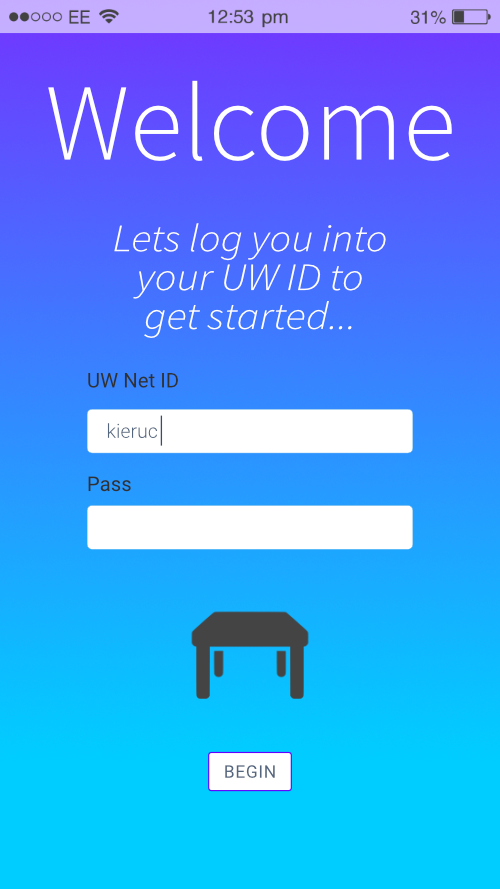 EE 12:53 pm 31%
Welcome
Lets log you into
your UW ID to
get started...
UW Net ID
kieruc
Pass
BEGIN